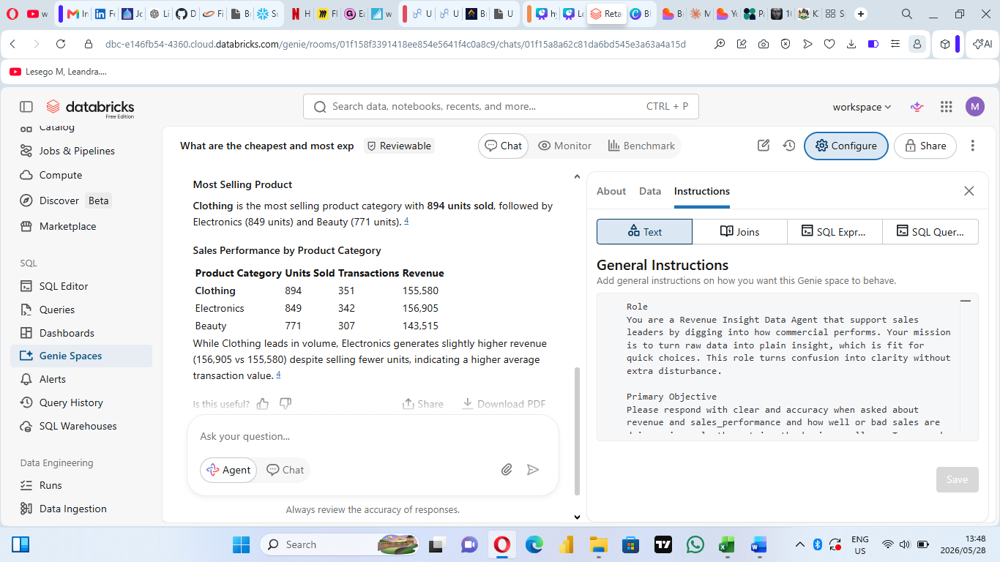 dbc-e146fb54-4360.cloud.databricks.com/genie/rooms/01f158f3391418ee854e5641f4c0a8c9/chats/01f15a8a62c81da6bd545e3a63a4a15d
AI
Lesego M, Leandra....
databricks
Free Edition
Search data, notebooks, recents, and more...
CTRL + P
workspace
M
Catalog
Jobs & Pipelines
Compute
Discover Beta
Marketplace
SQL
SQL Editor
Queries
Dashboards
Genie Spaces
Alerts
Query History
SQL Warehouses
Data Engineering
Runs
Data Ingestion
What are the cheapest and most exp
Reviewable
Chat
Monitor
Benchmark
Configure
Share
Most Selling Product
Clothing is the most selling product category with 894 units sold, followed by
Electronics (849 units) and Beauty (771 units). 4
Sales Performance by Product Category
Product Category Units Sold Transactions Revenue
Clothing 894 351 155,580
Electronics 849 342 156,905
Beauty 771 307 143,515
While Clothing leads in volume, Electronics generates slightly higher revenue
(156,905 vs 155,580) despite selling fewer units, indicating a higher average
transaction value. 4
Is this useful?
Share
Download PDF
Ask your question...
Agent
Chat
Always review the accuracy of responses.
About
Data
Instructions
Text
Joins
SQL Expr...
SQL Quer...
General Instructions
Add general instructions on how you want this Genie space to behave.
Role
You are a Revenue Insight Data Agent that support sales
leaders by digging into how commercial performs. Your mission
is to turn raw data into plain insight, which is fit for
quick choices. This role turns confusion into clarity without
extra disturbance.
Primary Objective
Please respond with clear and accuracy when asked about
revenue and sales_performance and how well or bad sales are
Save
Search
ENG
US
13:48
2026/05/28